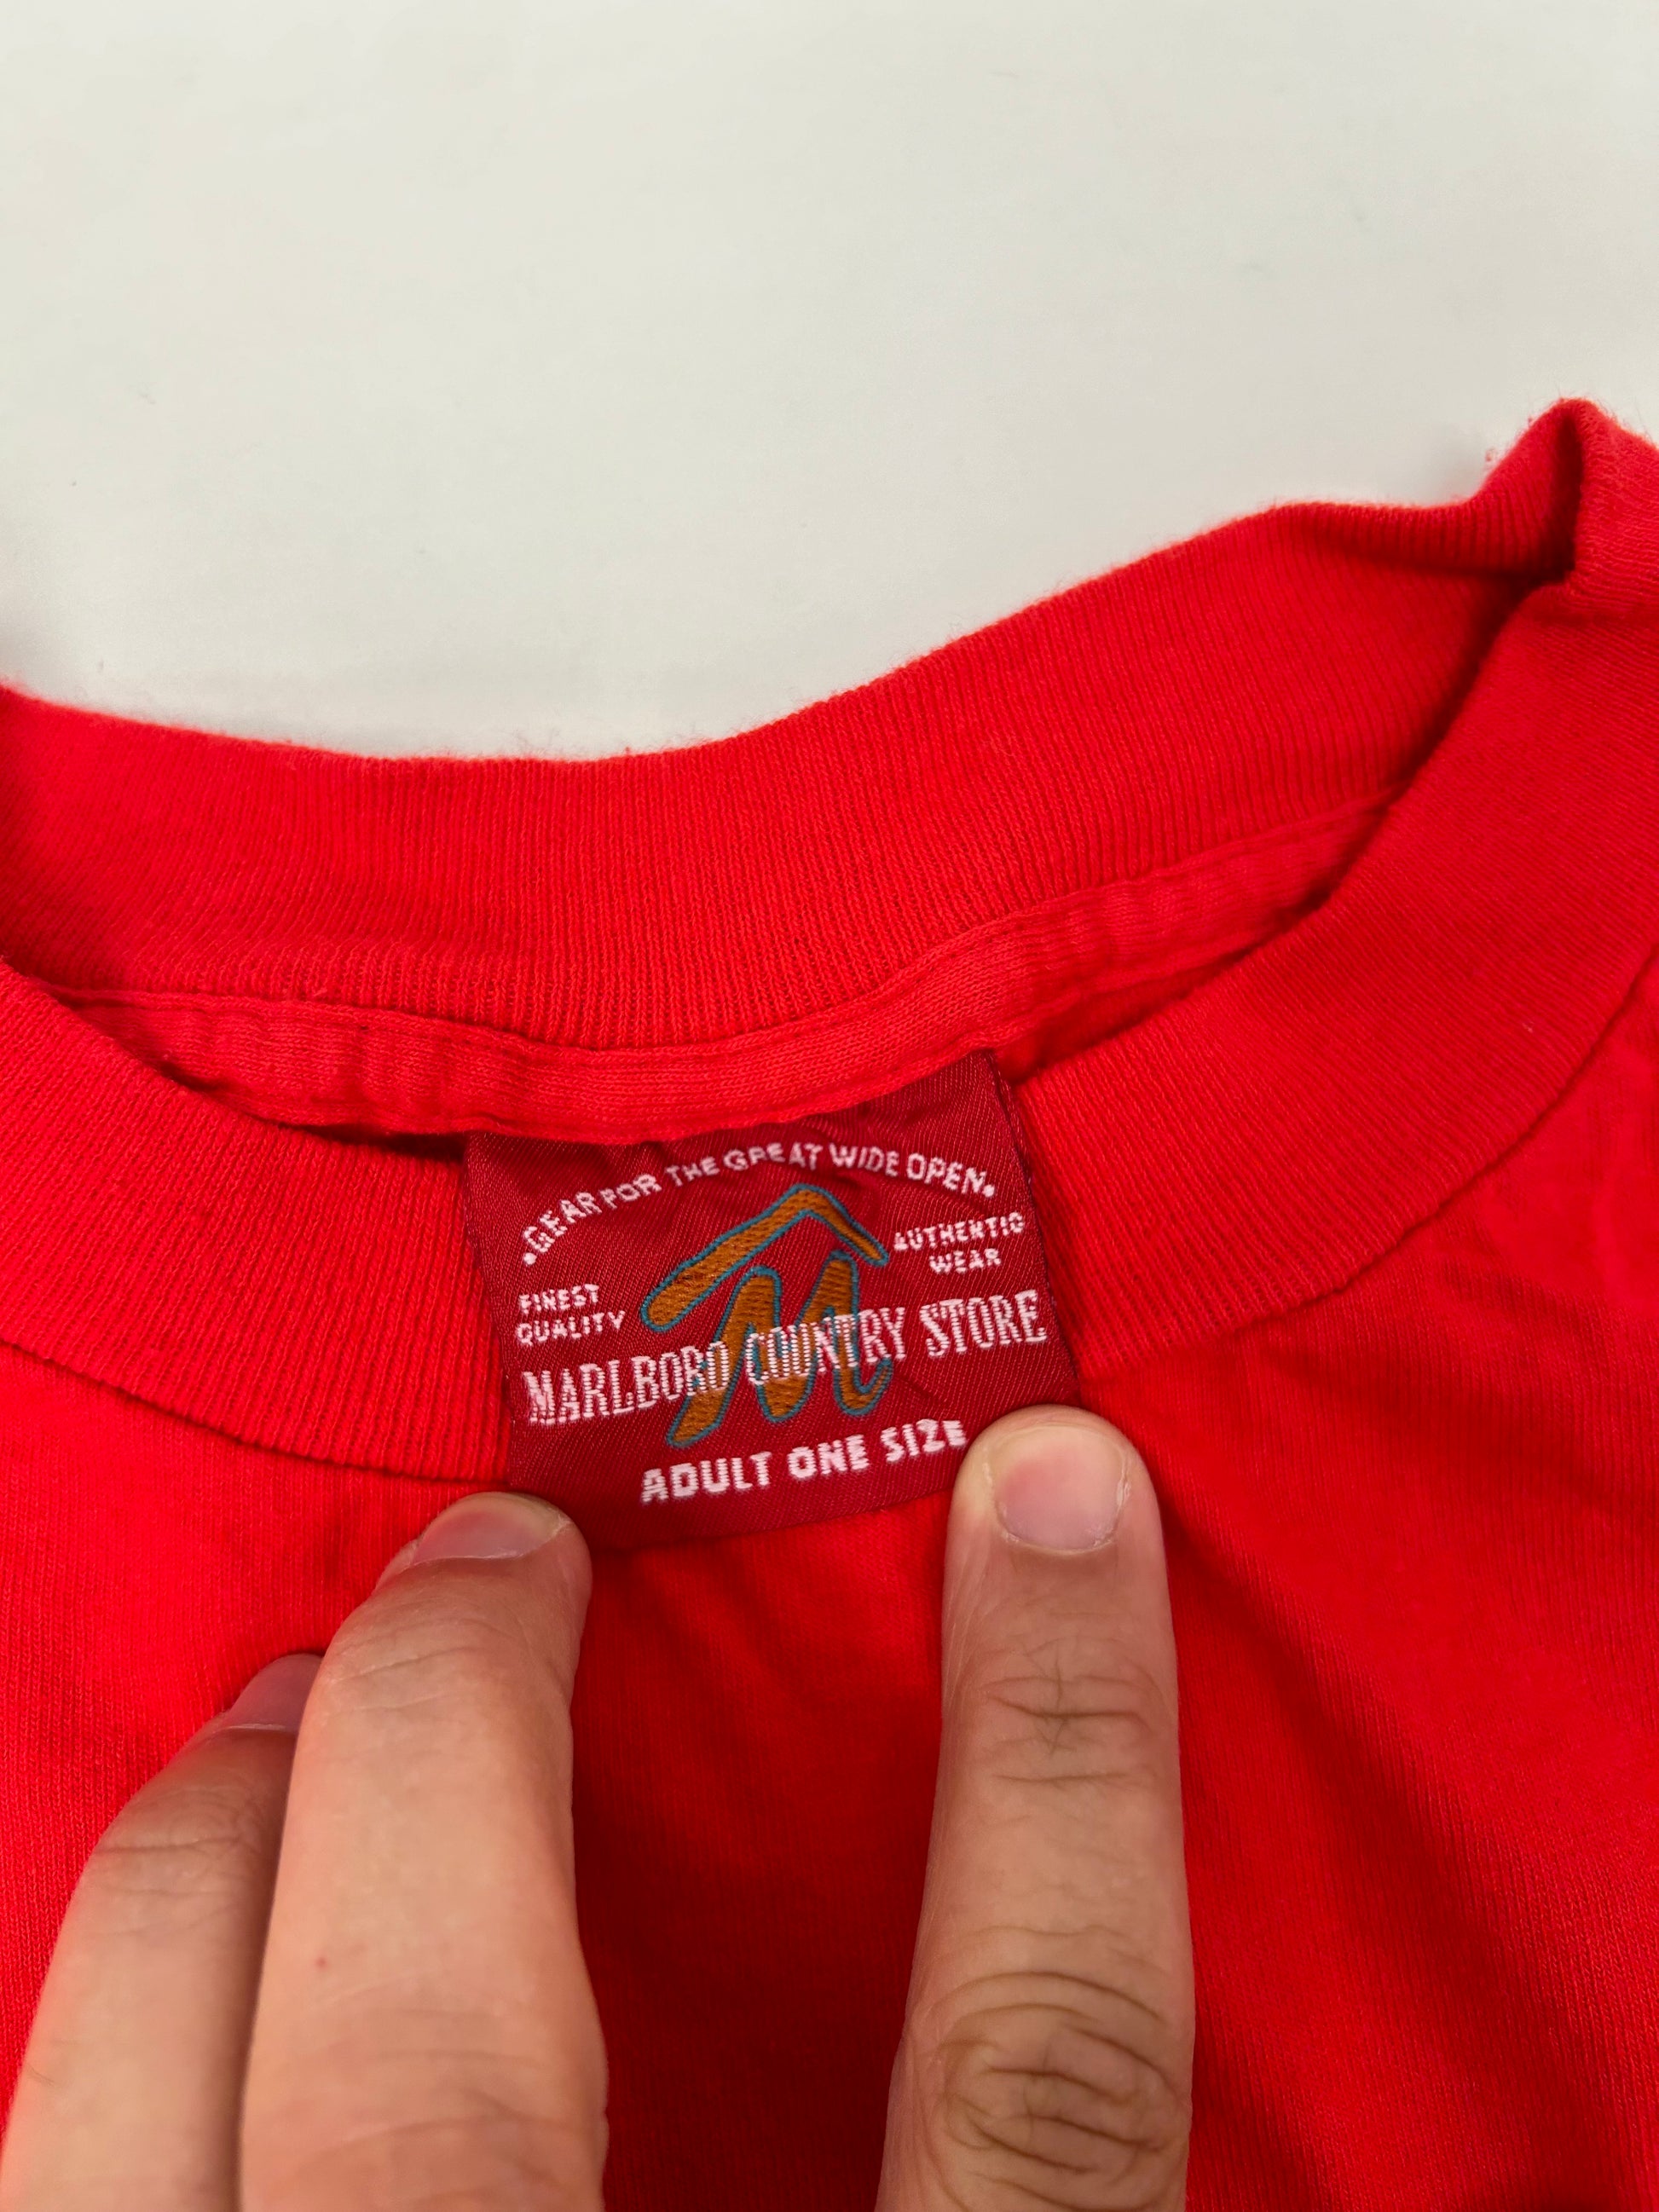 •GEAR FOR THE GREAT WIDE OPEN•
AUTHENTIC
WEAR
FINEST
QUALITY
M
MARLBORO COUNTRY STORE
ADULT ONE SIZE